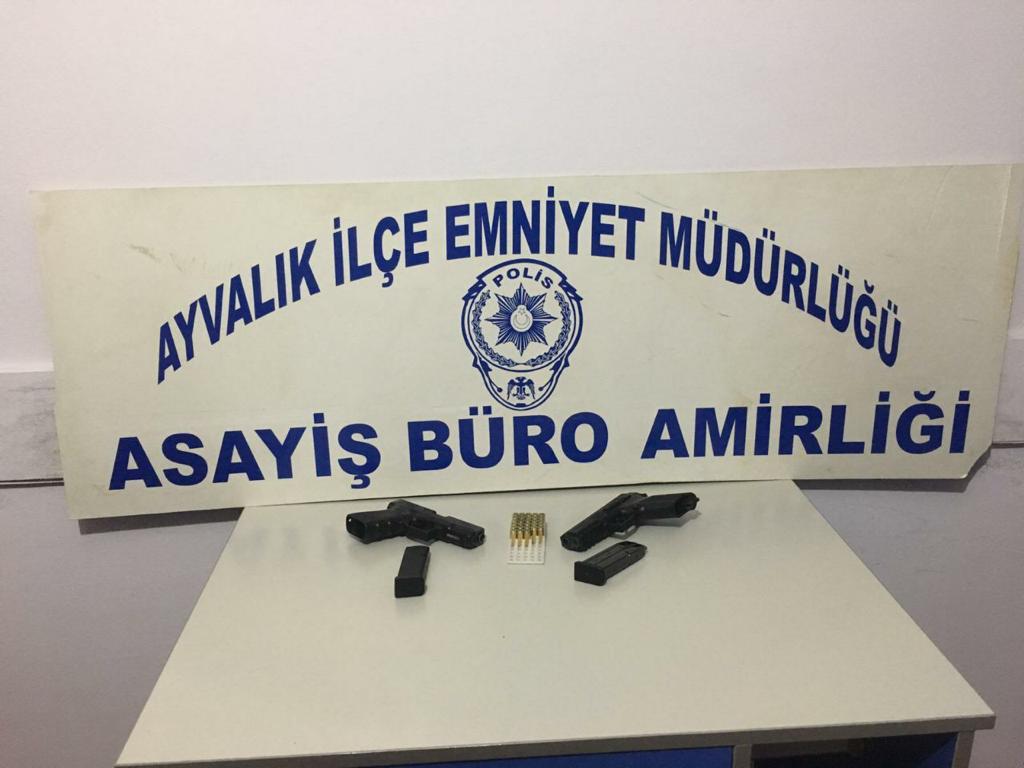 AYVALIK İLÇE EMNİYET MÜDÜRLÜĞÜ
POLİS
ASAYİŞ BÜRO AMİRLİĞİ